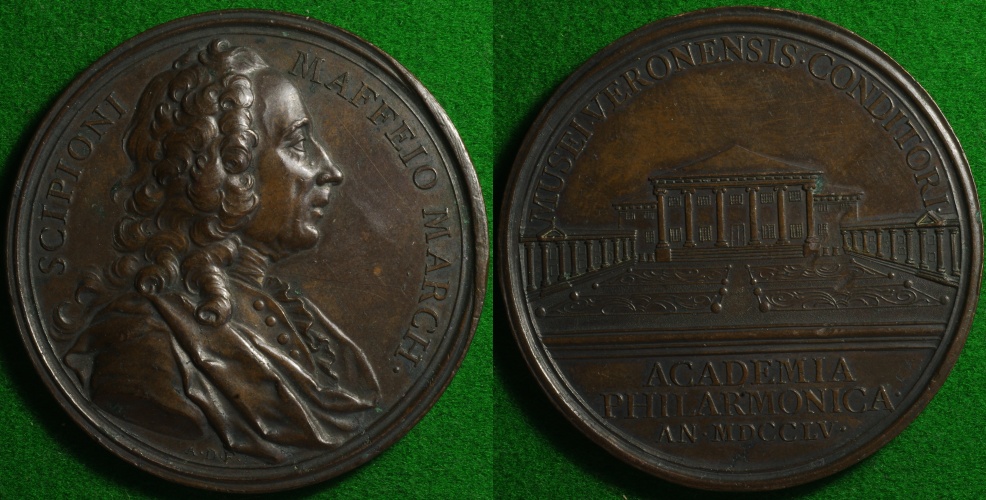 SCIPIONI MAFFEIO MARCH.
MUSEI VERONENSIS · CONDITORI ·
ACADEMIA
PHILARMONICA ·
AN · MDCCLV ·